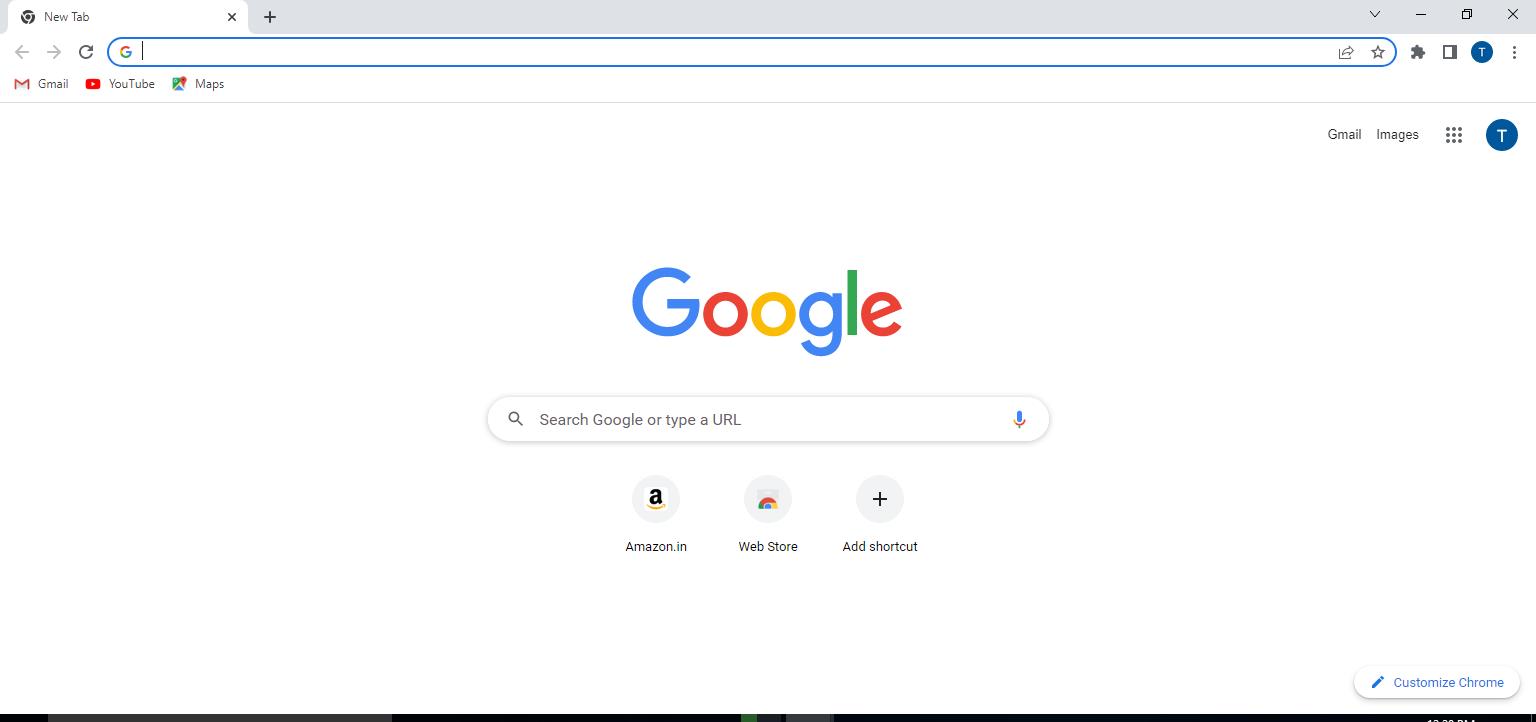 New Tab
Gmail YouTube Maps
Gmail Images T
T
Google
Search Google or type a URL
a
Amazon.in Web Store Add shortcut
Customize Chrome